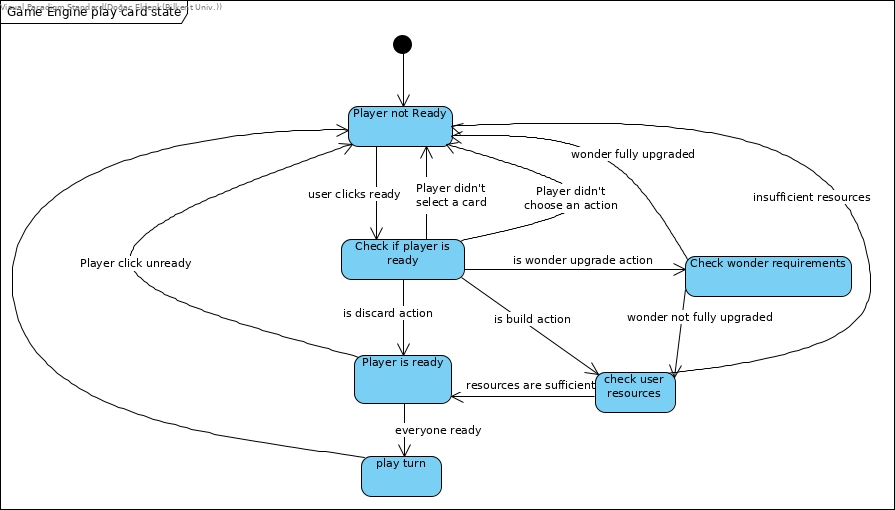 Visual Paradigm Standard(Doğaç Eldenk(Bilkent Univ.))
Game Engine play card state
Player not Ready
wonder fully upgraded
user clicks ready
Player didn't
select a card
Player didn't
choose an action
insufficient resources
Check if player is
ready
is wonder upgrade action
Check wonder requirements
Player click unready
is discard action
is build action
wonder not fully upgraded
Player is ready
resources are sufficient
check user
resources
everyone ready
play turn